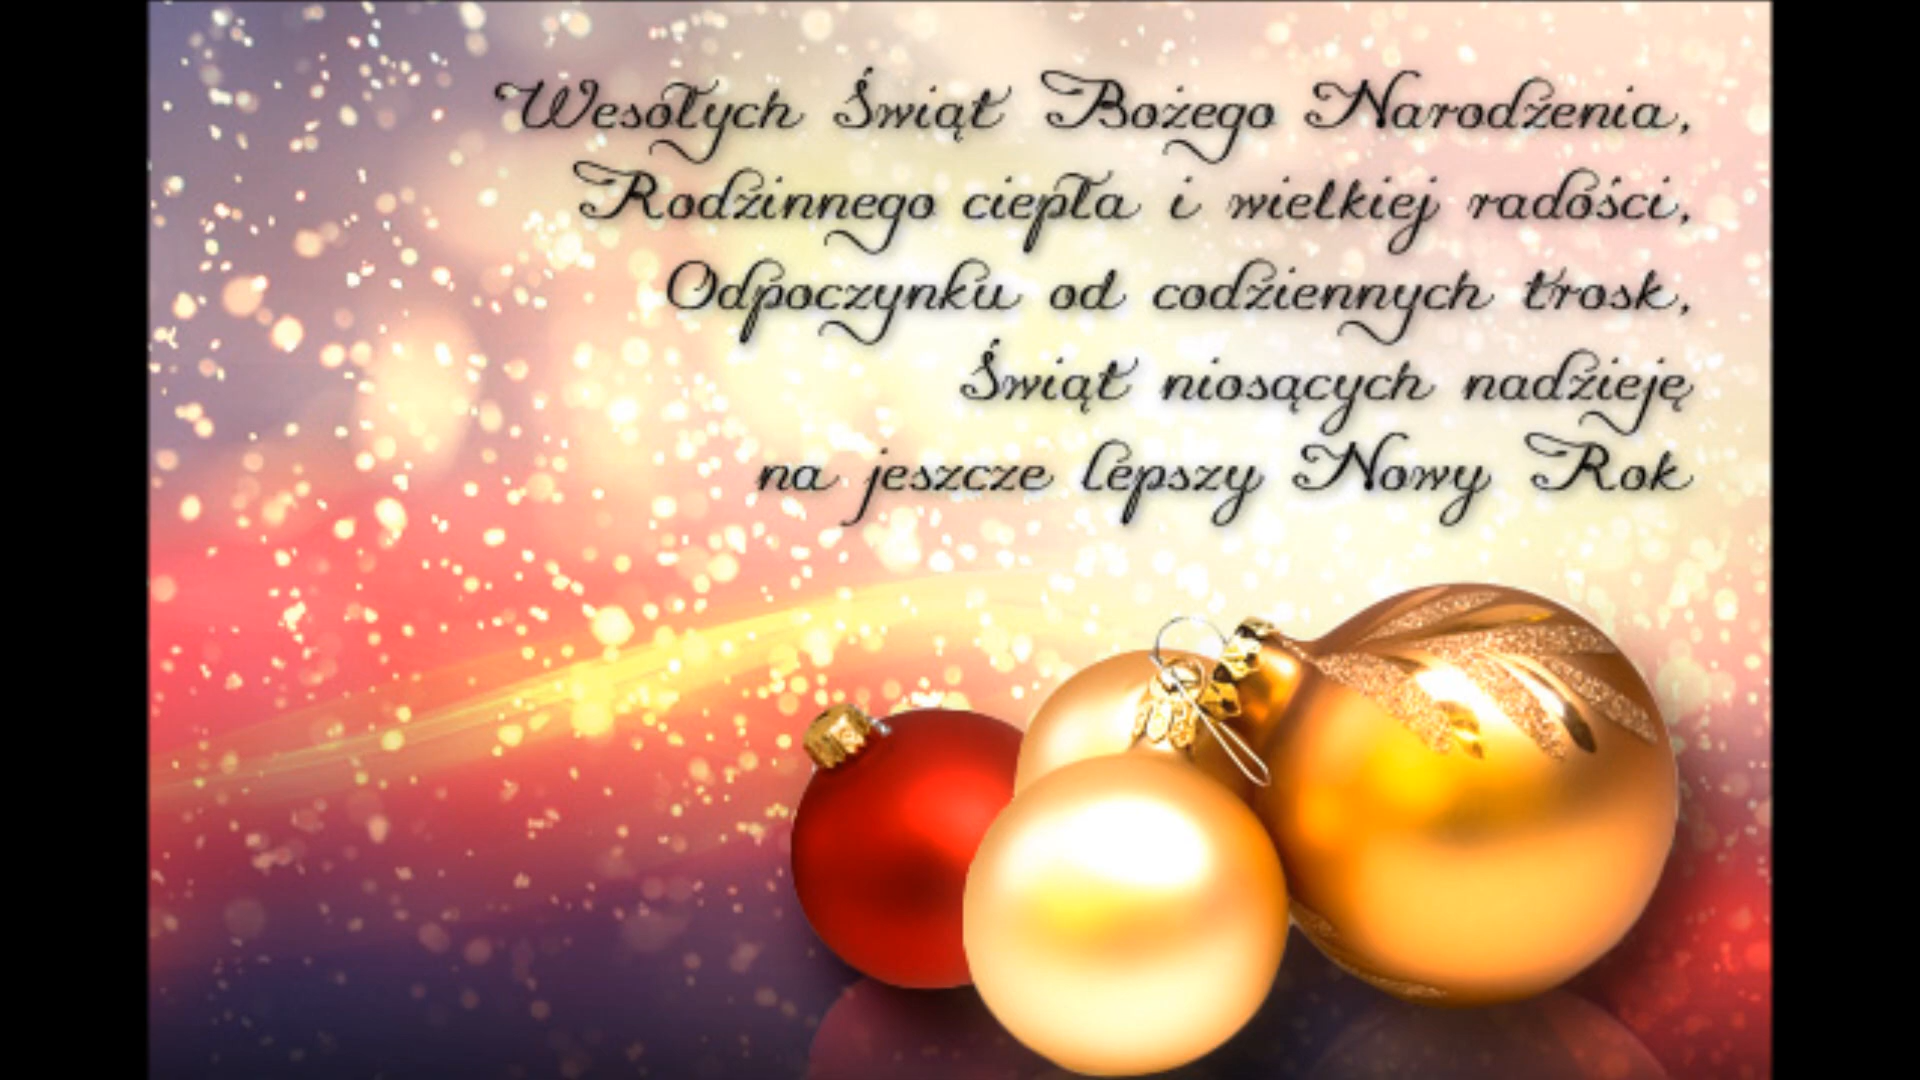 Wesołych Świąt Bożego Narodzenia,
Rodzinnego ciepła i wielkiej radości,
Odpoczynku od codziennych trosk,
Świąt niosących nadzieję
na jeszcze lepszy Nowy Rok